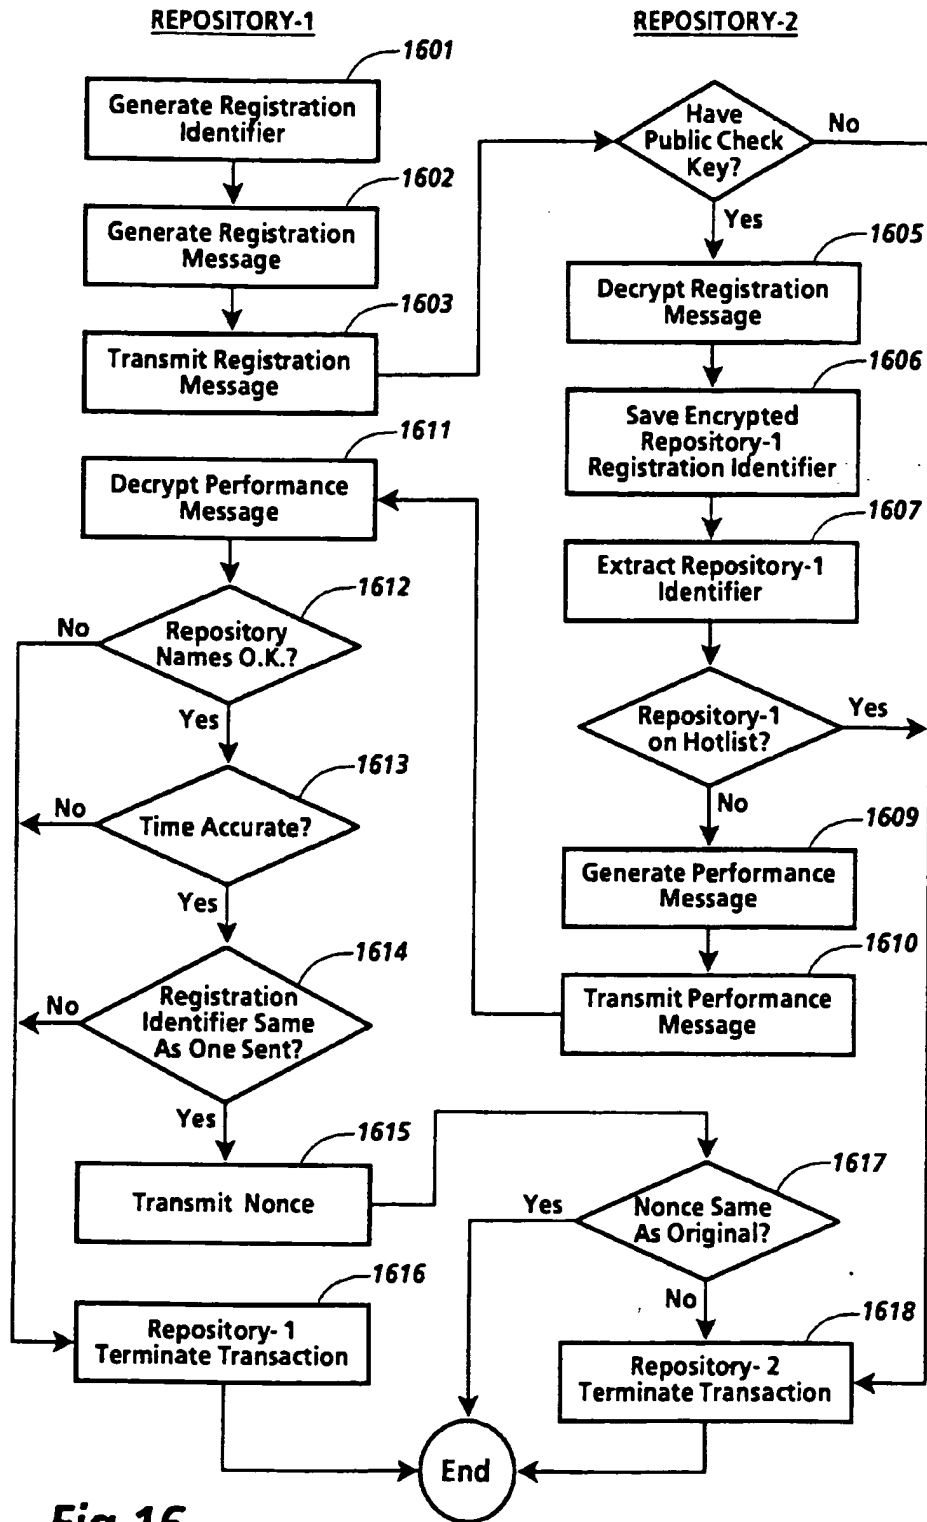 REPOSITORY-1
1601
Generate Registration
Identifier
1602
Generate Registration
Message
1603
Transmit Registration
Message
1611
Decrypt Performance
Message
1612
Repository
Names O.K.?
No
Yes
1613
Time Accurate?
No
Yes
1614
Registration
Identifier Same
As One Sent?
No
Yes
1615
Transmit Nonce
1616
Repository- 1
Terminate Transaction
REPOSITORY-2
Have
Public Check
Key?
No
Yes
1605
Decrypt Registration
Message
1606
Save Encrypted
Repository-1
Registration Identifier
1607
Extract Repository-1
Identifier
Repository-1
on Hotlist?
Yes
No
1609
Generate Performance
Message
1610
Transmit Performance
Message
1617
Nonce Same
As Original?
Yes
No
1618
Repository- 2
Terminate Transaction
End
Fig. 16